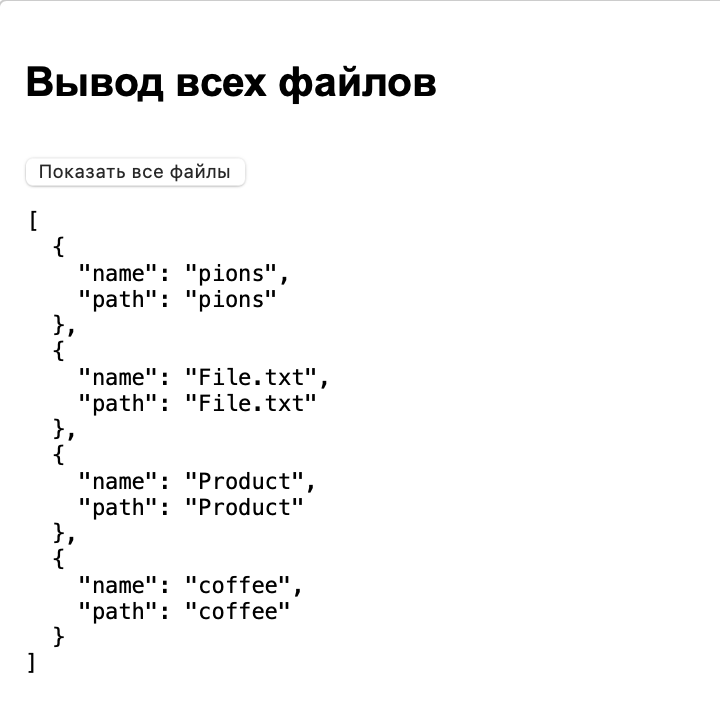 Вывод всех файлов
Показать все файлы
[
  {
    "name": "pions",
    "path": "pions"
  },
  {
    "name": "File.txt",
    "path": "File.txt"
  },
  {
    "name": "Product",
    "path": "Product"
  },
  {
    "name": "coffee",
    "path": "coffee"
  }
]